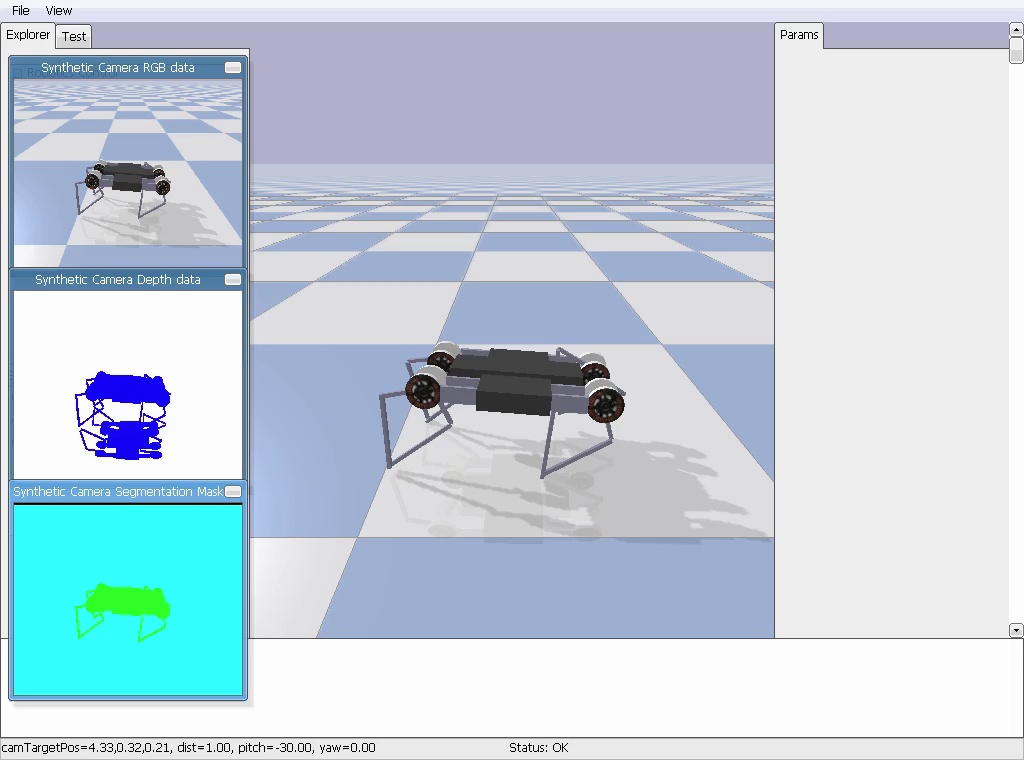 File View
Explorer Test
Params
Synthetic Camera RGB data
Synthetic Camera Depth data
Synthetic Camera Segmentation Mask
camTargetPos=4.33,0.32,0.21, dist=1.00, pitch=-30.00, yaw=0.00 Status: OK